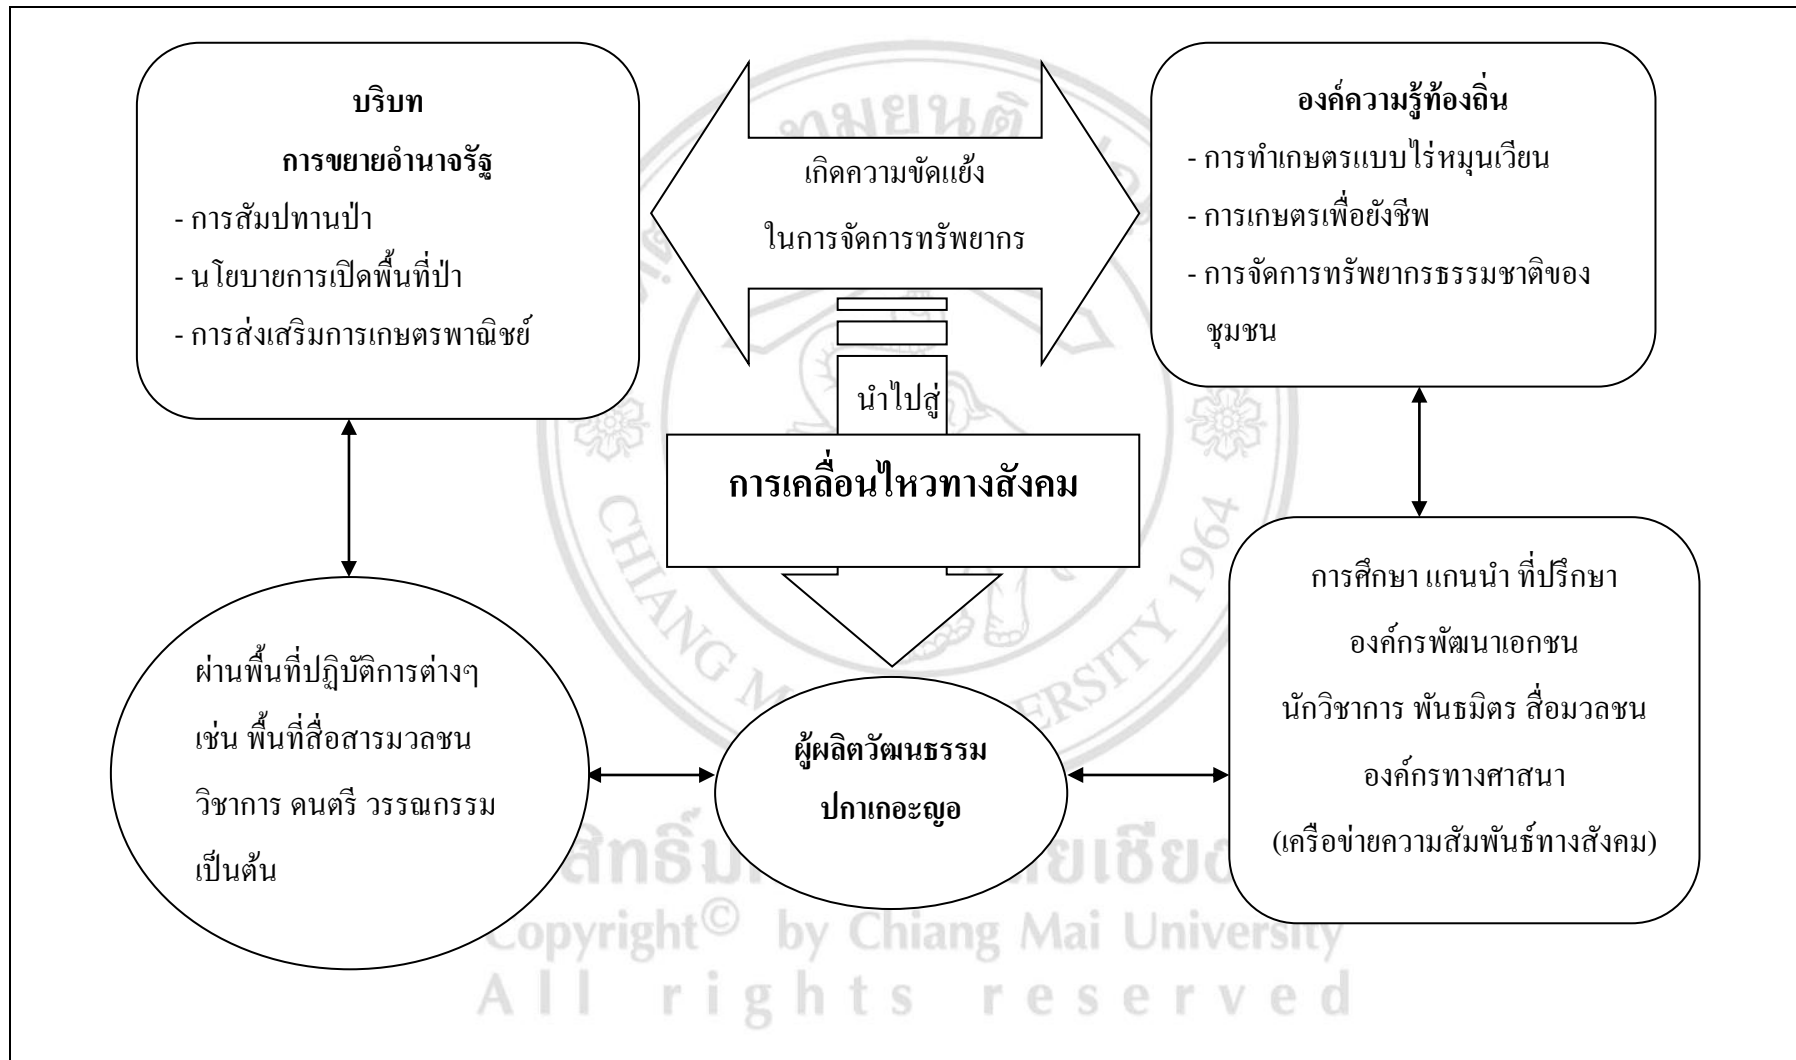 บริบท
การขยายอำนาจรัฐ
- การสัมปทานป่า
- นโยบายการเปิดพื้นที่ป่า
- การส่งเสริมการเกษตรพาณิชย์
เกิดความขัดแย้ง
ในการจัดการทรัพยากร
องค์ความรู้ท้องถิ่น
- การทำเกษตรแบบไร่หมุนเวียน
- การเกษตรเพื่อยังชีพ
- การจัดการทรัพยากรธรรมชาติของ
ชุมชน
นำไปสู่
การเคลื่อนไหวทางสังคม
ผ่านพื้นที่ปฏิบัติการต่างๆ
เช่น พื้นที่สื่อสารมวลชน
วิชาการ ดนตรี วรรณกรรม
เป็นต้น
ผู้ผลิตวัฒนธรรม
ปกาเกอะญอ
การศึกษา แกนนำ ที่ปรึกษา
องค์กรพัฒนาเอกชน
นักวิชาการ พันธมิตร สื่อมวลชน
องค์กรทางศาสนา
(เครือข่ายความสัมพันธ์ทางสังคม)
CHIANG MAI UNIVERSITY 1964
Copyright© by Chiang Mai University
All rights reserved